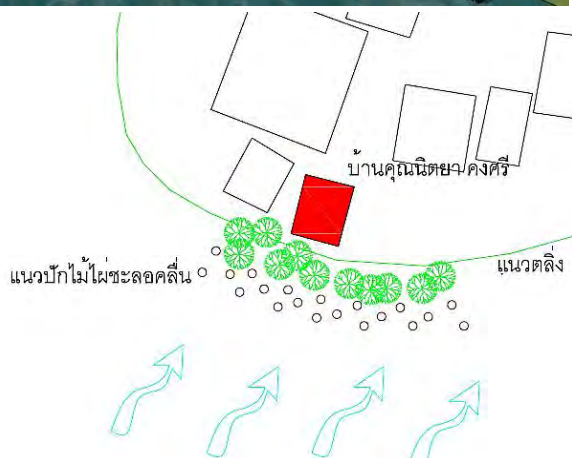 บ้านคุณนิตยา คงศรี
แนวปักไม้ไผ่ชะลอคลื่น
แนวตลิ่ง